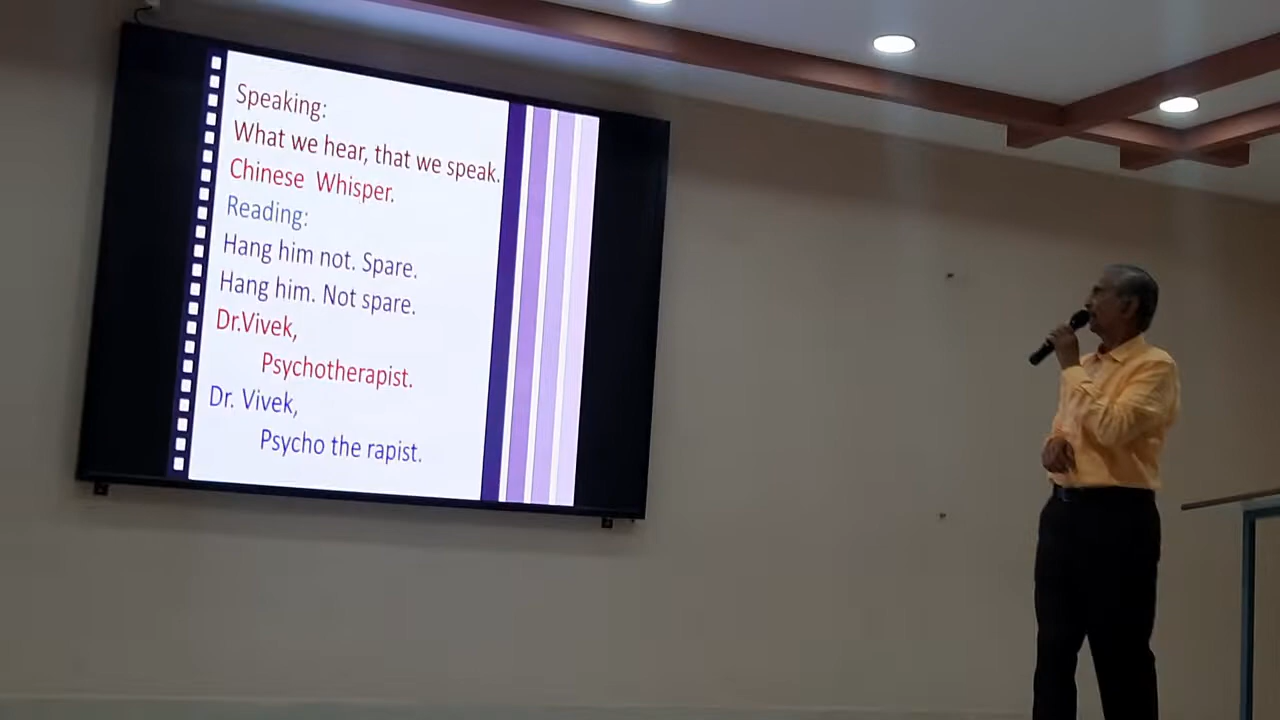 Speaking:
What we hear, that we speak.
Chinese Whisper.
Reading:
Hang him not. Spare.
Hang him. Not spare.
Dr.Vivek,
Psychotherapist.
Dr. Vivek,
Psycho the rapist.